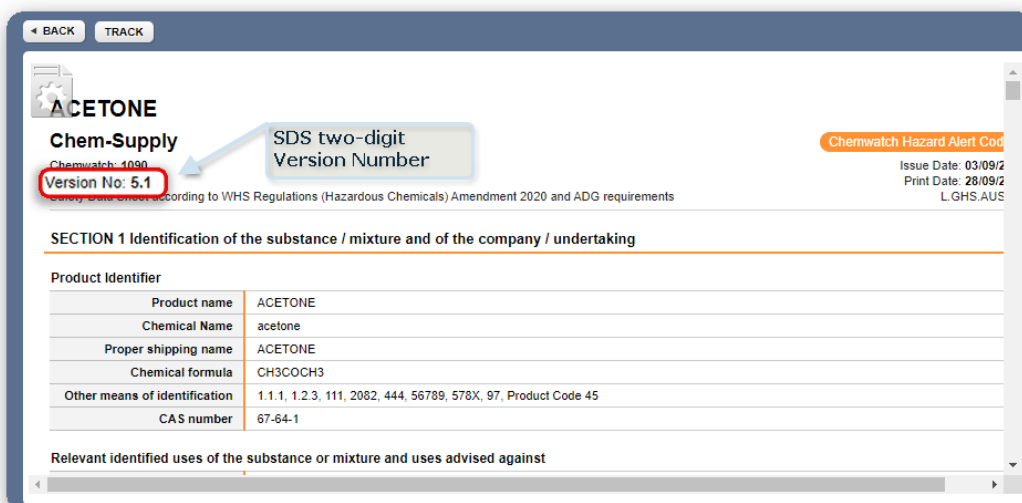 BACK TRACK
ACETONE
Chem-Supply
SDS two-digit
Version Number
Chemwatch Hazard Alert Cod
Chemwatch: 1090
Issue Date: 03/09/2
Version No: 5.1
Print Date: 28/09/2
Safety Data Sheet according to WHS Regulations (Hazardous Chemicals) Amendment 2020 and ADG requirements
L.GHS.AUS
SECTION 1 Identification of the substance / mixture and of the company / undertaking
Product Identifier
Product name ACETONE
Chemical Name acetone
Proper shipping name ACETONE
Chemical formula CH3COCH3
Other means of identification 1.1.1, 1.2.3, 111, 2082, 444, 56789, 578X, 97, Product Code 45
CAS number 67-64-1
Relevant identified uses of the substance or mixture and uses advised against